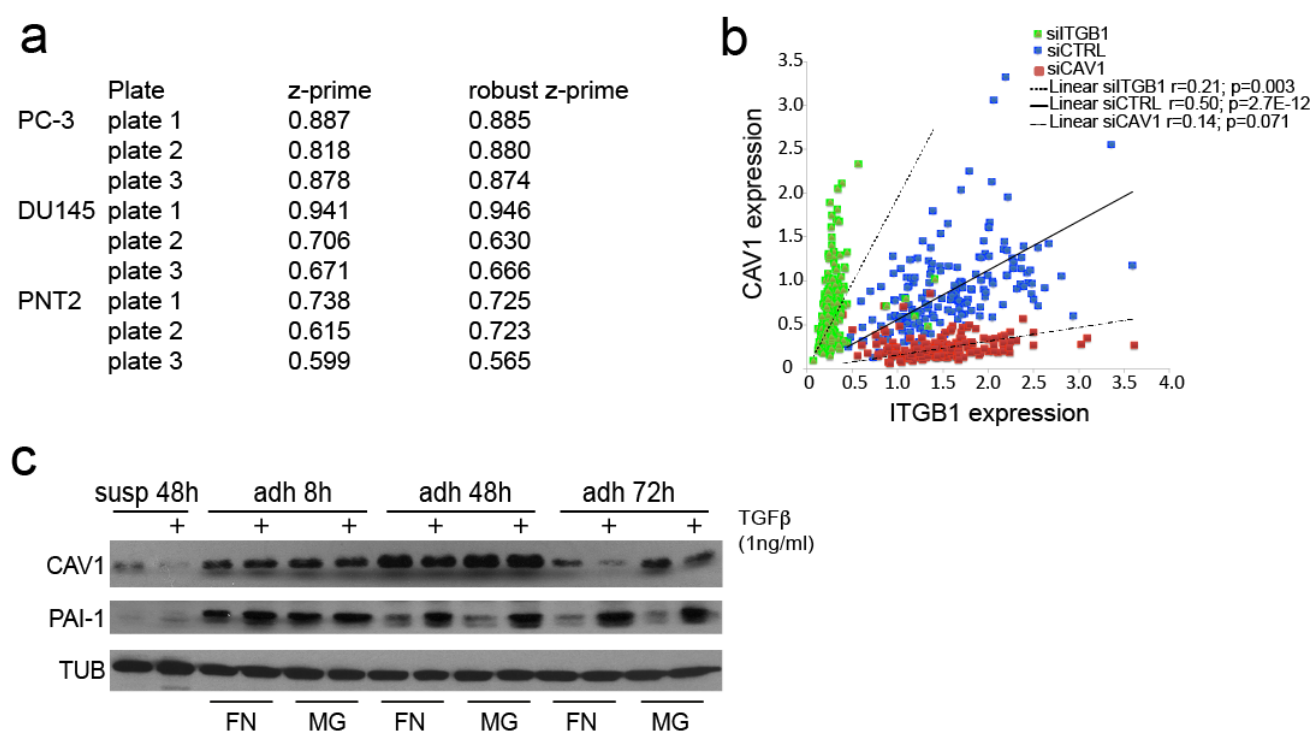 a
Plate z-prime robust z-prime
PC-3 plate 1 0.887 0.885
plate 2 0.818 0.880
plate 3 0.878 0.874
DU145 plate 1 0.941 0.946
plate 2 0.706 0.630
plate 3 0.671 0.666
PNT2 plate 1 0.738 0.725
plate 2 0.615 0.723
plate 3 0.599 0.565
b
siITGB1
siCTRL
siCAV1
Linear siITGB1 r=0.21; p=0.003
Linear siCTRL r=0.50; p=2.7E-12
Linear siCAV1 r=0.14; p=0.071
CAV1 expression
3.5
3.0
2.5
2.0
1.5
1.0
0.5
0
0 0.5 1.0 1.5 2.0 2.5 3.0 3.5 4.0
ITGB1 expression
c
susp 48h adh 8h adh 48h adh 72h
+ + + + + + + TGFβ
(1ng/ml)
CAV1
PAI-1
TUB
FN MG FN MG FN MG